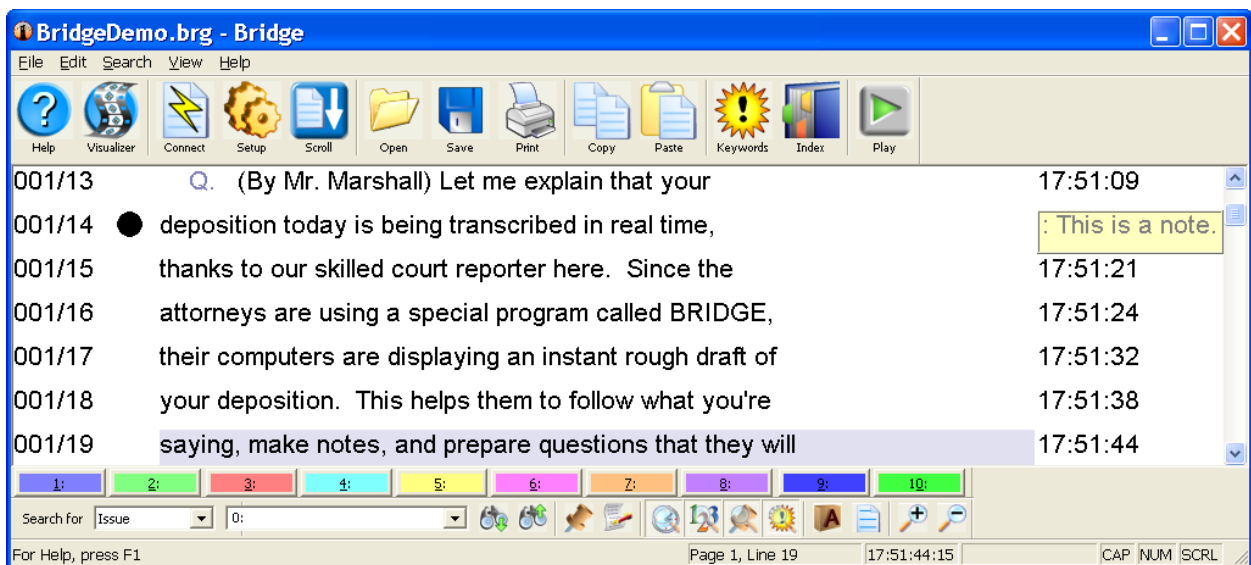 BridgeDemo.brg - Bridge
File Edit Search View Help
Help Visualizer Connect Setup Scroll Open Save Print Copy Paste Keywords Index Play
001/13 Q. (By Mr. Marshall) Let me explain that your 17:51:09
001/14 deposition today is being transcribed in real time, : This is a note.
001/15 thanks to our skilled court reporter here. Since the 17:51:21
001/16 attorneys are using a special program called BRIDGE, 17:51:24
001/17 their computers are displaying an instant rough draft of 17:51:32
001/18 your deposition. This helps them to follow what you're 17:51:38
001/19 saying, make notes, and prepare questions that they will 17:51:44
1: 2: 3: 4: 5: 6: 7: 8: 9: 10:
Search for Issue 0: 123 A
For Help, press F1 Page 1, Line 19 17:51:44:15 CAP NUM SCRL